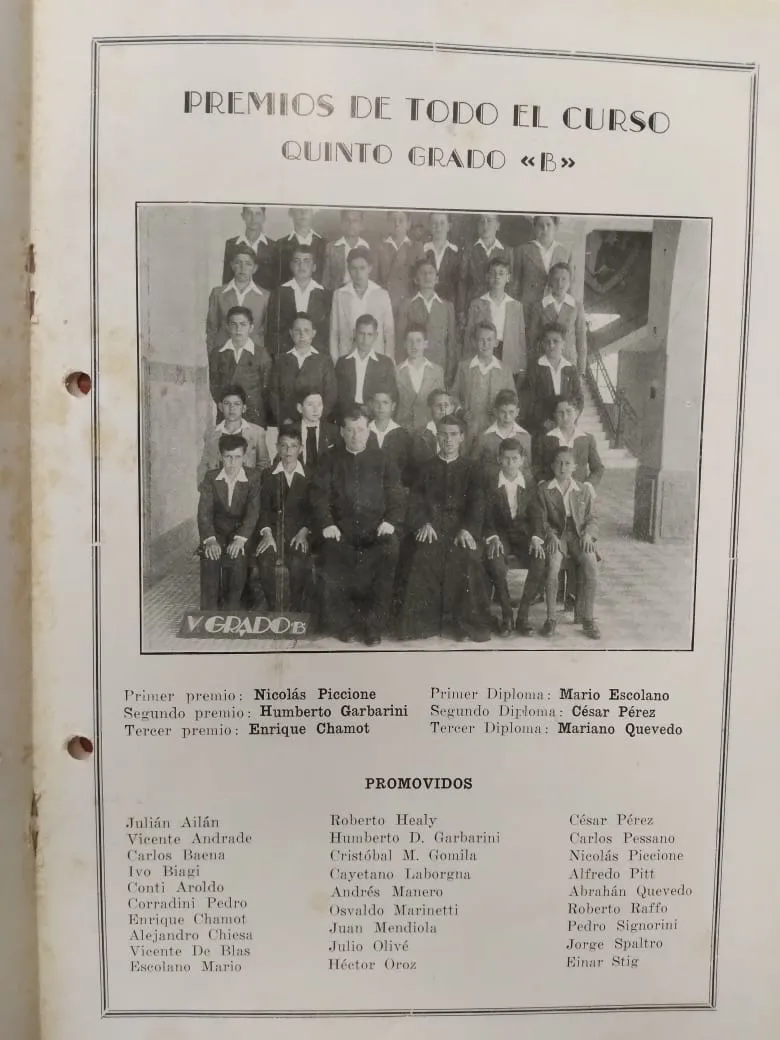 PREMIOS DE TODO EL CURSO
QUINTO GRADO «B»
V GRADO "B"
Primer premio: Nicolás Piccione
Segundo premio: Humberto Garbarini
Tercer premio: Enrique Chamot
Primer Diploma: Mario Escolano
Segundo Diploma: César Pérez
Tercer Diploma: Mariano Quevedo
PROMOVIDOS
Julián Ailán
Vicente Andrade
Carlos Baena
Ivo Biagi
Conti Aroldo
Corradini Pedro
Enrique Chamot
Alejandro Chiesa
Vicente De Blas
Escolano Mario
Roberto Healy
Humberto D. Garbarini
Cristóbal M. Gomila
Cayetano Laborgna
Andrés Manero
Osvaldo Marinetti
Juan Mendiola
Julio Olivé
Héctor Oroz
César Pérez
Carlos Pessano
Nicolás Piccione
Alfredo Pitt
Abrahán Quevedo
Roberto Raffo
Pedro Signorini
Jorge Spaltro
Einar Stig